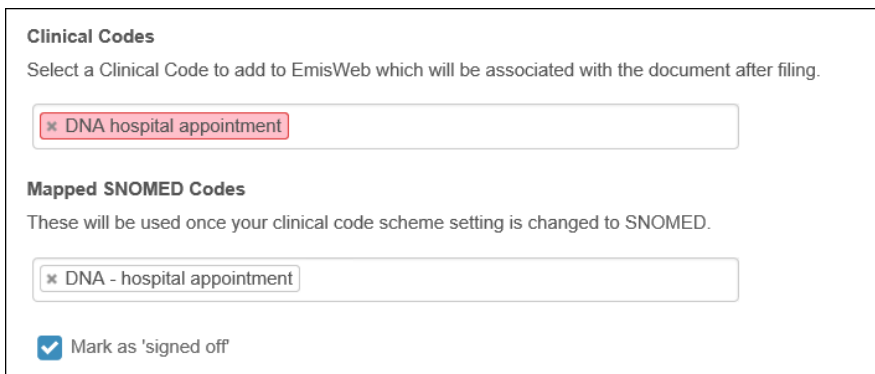 Clinical Codes
Select a Clinical Code to add to EmisWeb which will be associated with the document after filing.
× DNA hospital appointment
Mapped SNOMED Codes
These will be used once your clinical code scheme setting is changed to SNOMED.
× DNA - hospital appointment
Mark as 'signed off'